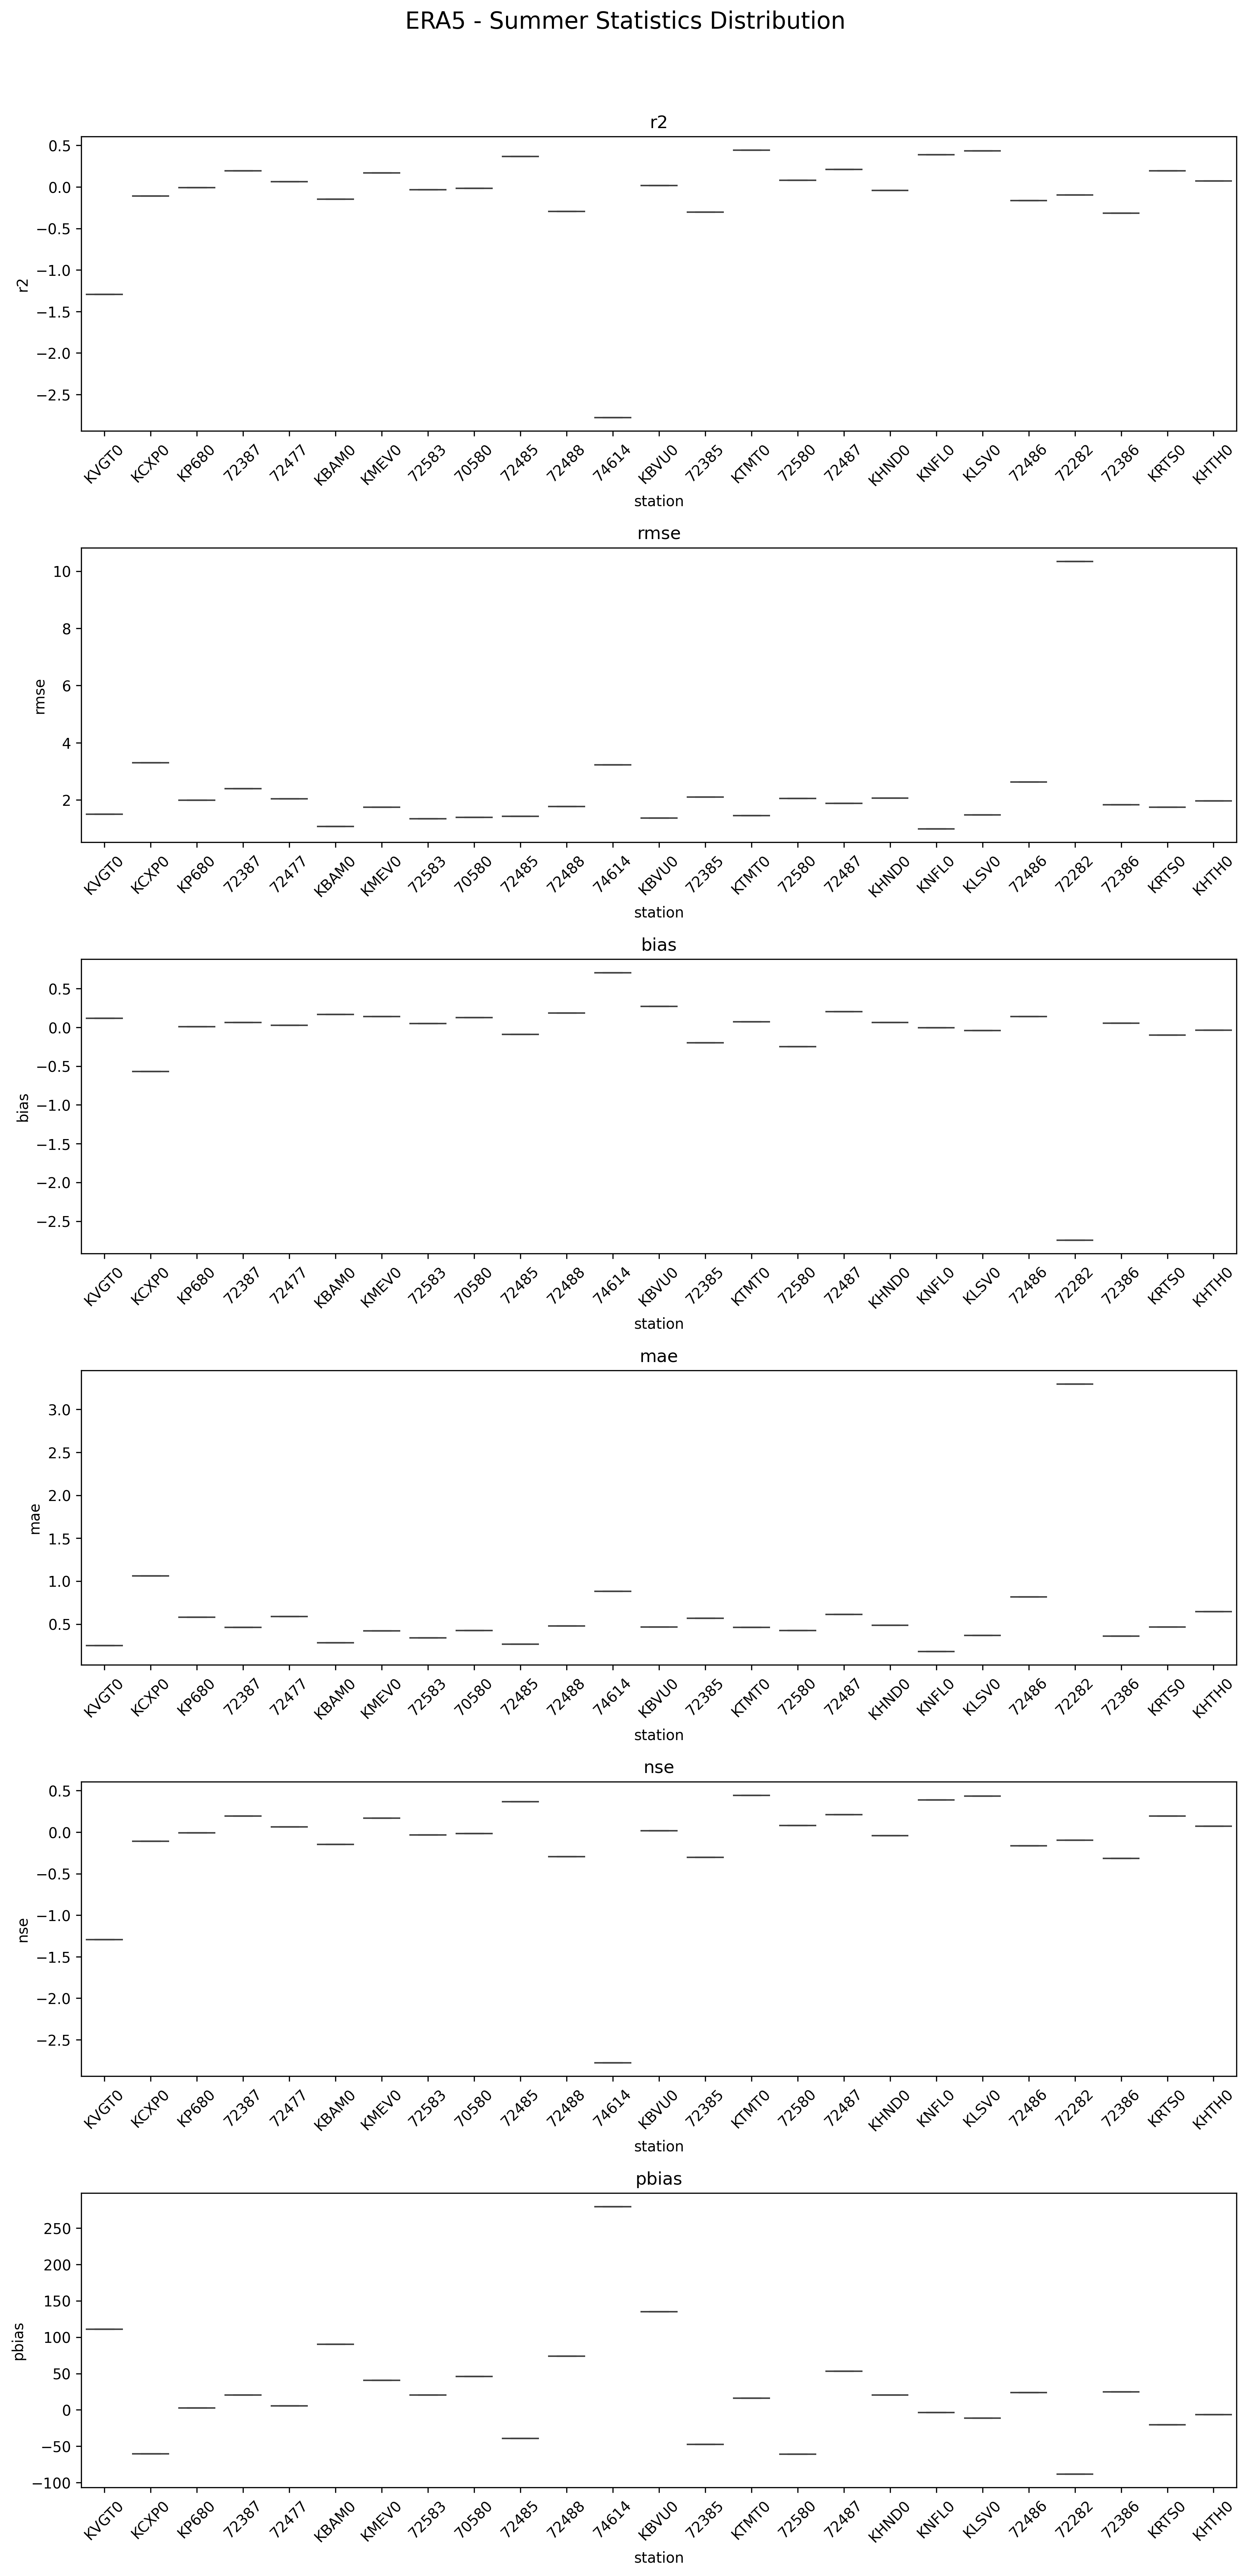 ERA5 - Summer Statistics Distribution
r2
0.5
0.0
−0.5
−1.0
−1.5
−2.0
−2.5
r2
KVGT0 KCXP0 KP680 72387 72477 KBAM0 KMEV0 72583 70580 72485 72488 74614 KBVU0 72385 KTMT0 72580 72487 KHND0 KNFL0 KLSV0 72486 72282 72386 KRTS0 KHTH0
station
rmse
10
8
6
4
2
rmse
KVGT0 KCXP0 KP680 72387 72477 KBAM0 KMEV0 72583 70580 72485 72488 74614 KBVU0 72385 KTMT0 72580 72487 KHND0 KNFL0 KLSV0 72486 72282 72386 KRTS0 KHTH0
station
bias
0.5
0.0
−0.5
−1.0
−1.5
−2.0
−2.5
bias
KVGT0 KCXP0 KP680 72387 72477 KBAM0 KMEV0 72583 70580 72485 72488 74614 KBVU0 72385 KTMT0 72580 72487 KHND0 KNFL0 KLSV0 72486 72282 72386 KRTS0 KHTH0
station
mae
3.0
2.5
2.0
1.5
1.0
0.5
mae
KVGT0 KCXP0 KP680 72387 72477 KBAM0 KMEV0 72583 70580 72485 72488 74614 KBVU0 72385 KTMT0 72580 72487 KHND0 KNFL0 KLSV0 72486 72282 72386 KRTS0 KHTH0
station
nse
0.5
0.0
−0.5
−1.0
−1.5
−2.0
−2.5
nse
KVGT0 KCXP0 KP680 72387 72477 KBAM0 KMEV0 72583 70580 72485 72488 74614 KBVU0 72385 KTMT0 72580 72487 KHND0 KNFL0 KLSV0 72486 72282 72386 KRTS0 KHTH0
station
pbias
250
200
150
100
50
0
−50
−100
pbias
KVGT0 KCXP0 KP680 72387 72477 KBAM0 KMEV0 72583 70580 72485 72488 74614 KBVU0 72385 KTMT0 72580 72487 KHND0 KNFL0 KLSV0 72486 72282 72386 KRTS0 KHTH0
station